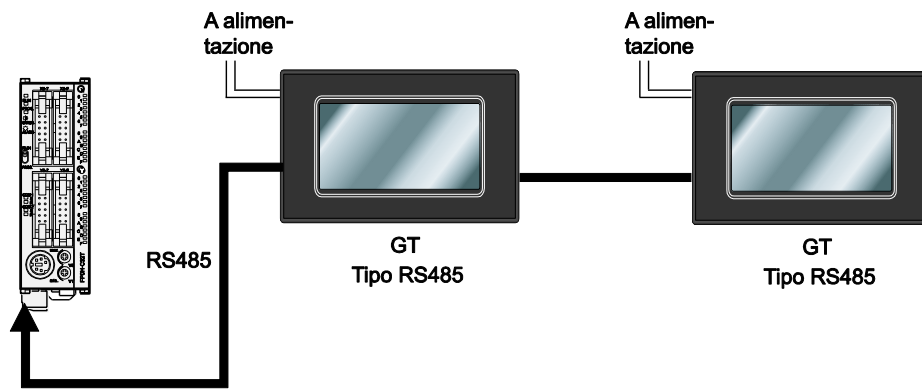 A alimen-
tazione
A alimen-
tazione
RS485
GT
Tipo RS485
GT
Tipo RS485